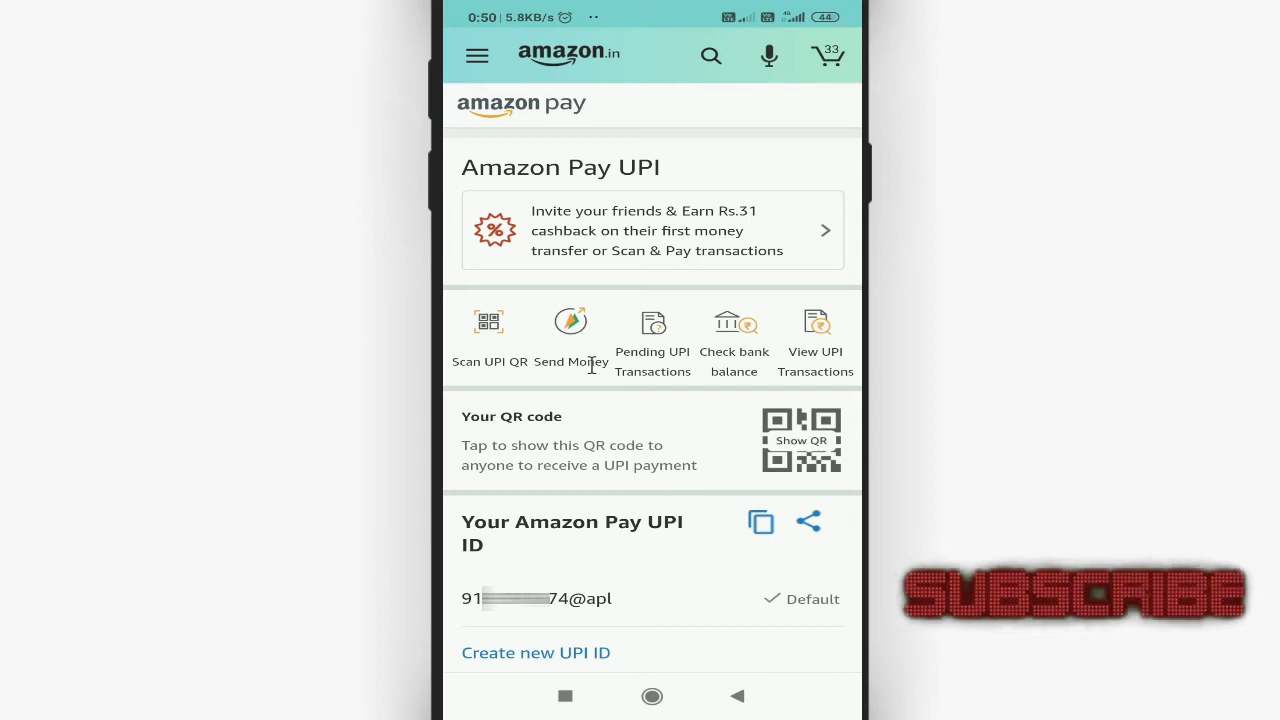 0:50 | 5.8KB/s
44
amazon.in
33
amazon pay
Amazon Pay UPI
Invite your friends & Earn Rs.31
cashback on their first money
transfer or Scan & Pay transactions
Scan UPI QR
Send Money
Pending UPI
Transactions
Check bank
balance
View UPI
Transactions
Your QR code
Tap to show this QR code to
anyone to receive a UPI payment
Show QR
Your Amazon Pay UPI
ID
91 74@apl
Default
Create new UPI ID
SUBSCRIBE